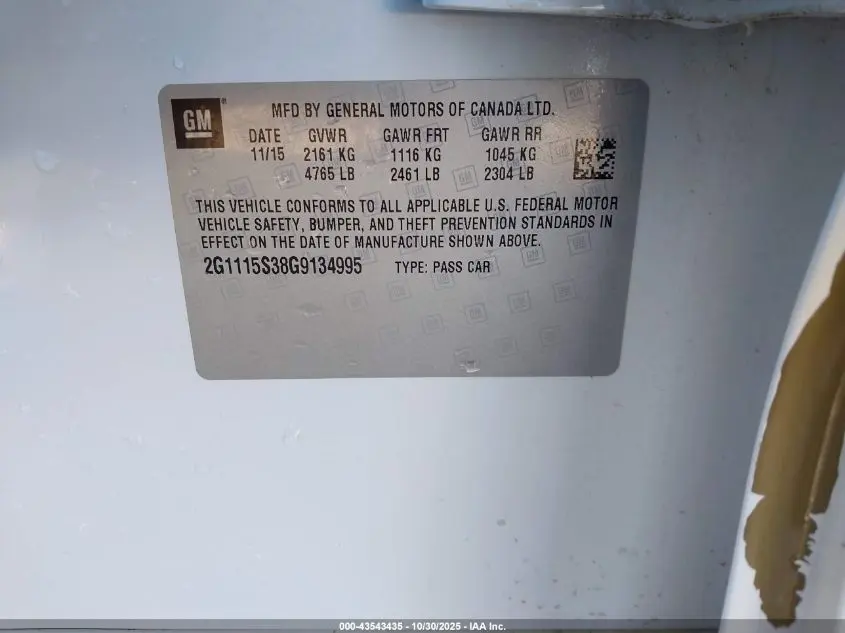 GM ® MFD BY GENERAL MOTORS OF CANADA LTD.
DATE GVWR GAWR FRT GAWR RR
11/15 2161 KG 1116 KG 1045 KG
4765 LB 2461 LB 2304 LB
THIS VEHICLE CONFORMS TO ALL APPLICABLE U.S. FEDERAL MOTOR
VEHICLE SAFETY, BUMPER, AND THEFT PREVENTION STANDARDS IN
EFFECT ON THE DATE OF MANUFACTURE SHOWN ABOVE.
2G1115S38G9134995 TYPE: PASS CAR
000-43543435 - 10/30/2025 - IAA Inc.